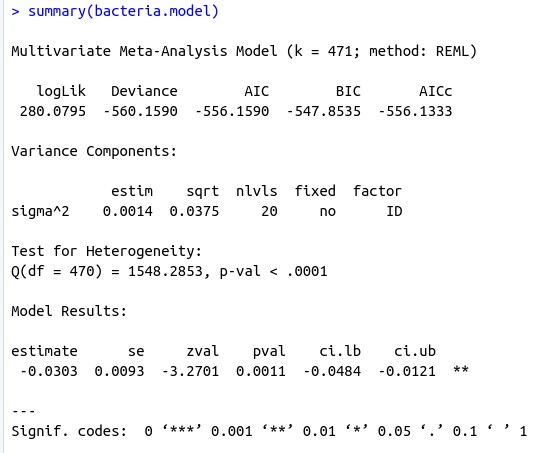 > summary(bacteria.model)
Multivariate Meta-Analysis Model (k = 471; method: REML)
logLik Deviance AIC BIC AICc
280.0795 -560.1590 -556.1590 -547.8535 -556.1333
Variance Components:
estim sqrt nlvls fixed factor
sigma^2 0.0014 0.0375 20 no ID
Test for Heterogeneity:
Q(df = 470) = 1548.2853, p-val < .0001
Model Results:
estimate se zval pval ci.lb ci.ub
-0.0303 0.0093 -3.2701 0.0011 -0.0484 -0.0121 **
---
Signif. codes: 0 ‘***’ 0.001 ‘**’ 0.01 ‘*’ 0.05 ‘.’ 0.1 ‘ ’ 1